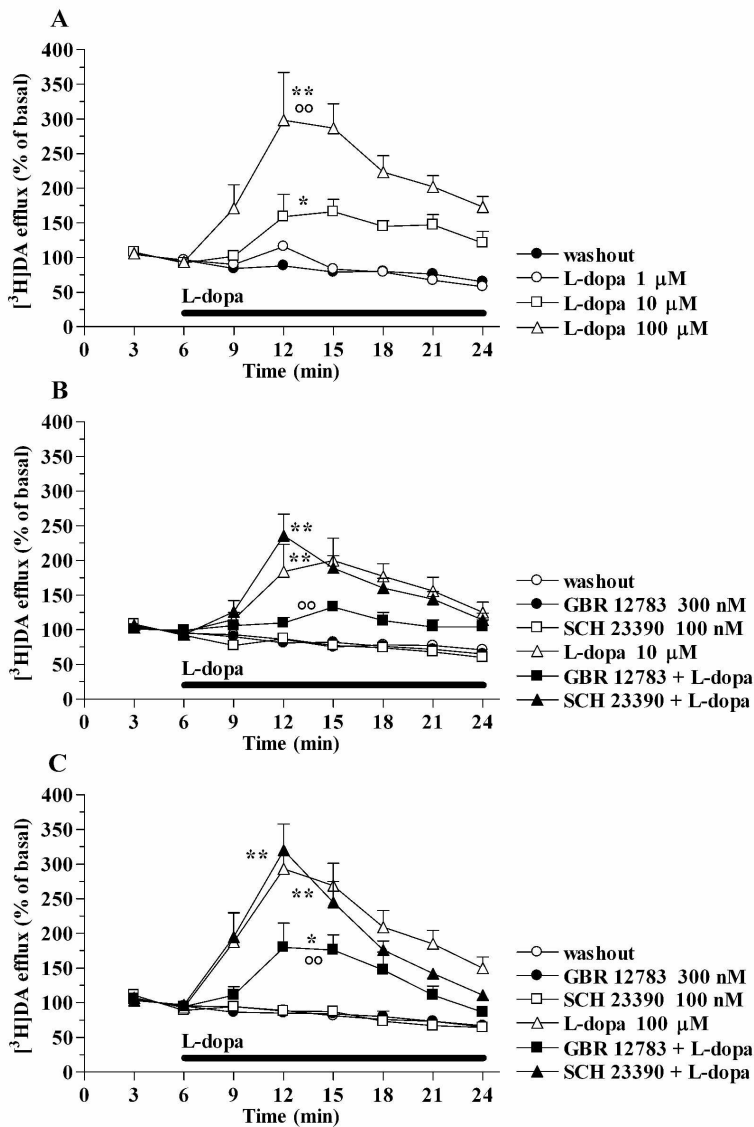 A
[³H]DA efflux (% of basal)
400
350
300
250
200
150
100
50
0
**
oo
*
L-dopa
0 3 6 9 12 15 18 21 24
Time (min)
washout
L-dopa 1 μM
L-dopa 10 μM
L-dopa 100 μM
B
[³H]DA efflux (% of basal)
400
350
300
250
200
150
100
50
0
**
**
oo
L-dopa
0 3 6 9 12 15 18 21 24
Time (min)
washout
GBR 12783 300 nM
SCH 23390 100 nM
L-dopa 10 μM
GBR 12783 + L-dopa
SCH 23390 + L-dopa
C
[³H]DA efflux (% of basal)
400
350
300
250
200
150
100
50
0
**
**
*
oo
L-dopa
0 3 6 9 12 15 18 21 24
Time (min)
washout
GBR 12783 300 nM
SCH 23390 100 nM
L-dopa 100 μM
GBR 12783 + L-dopa
SCH 23390 + L-dopa